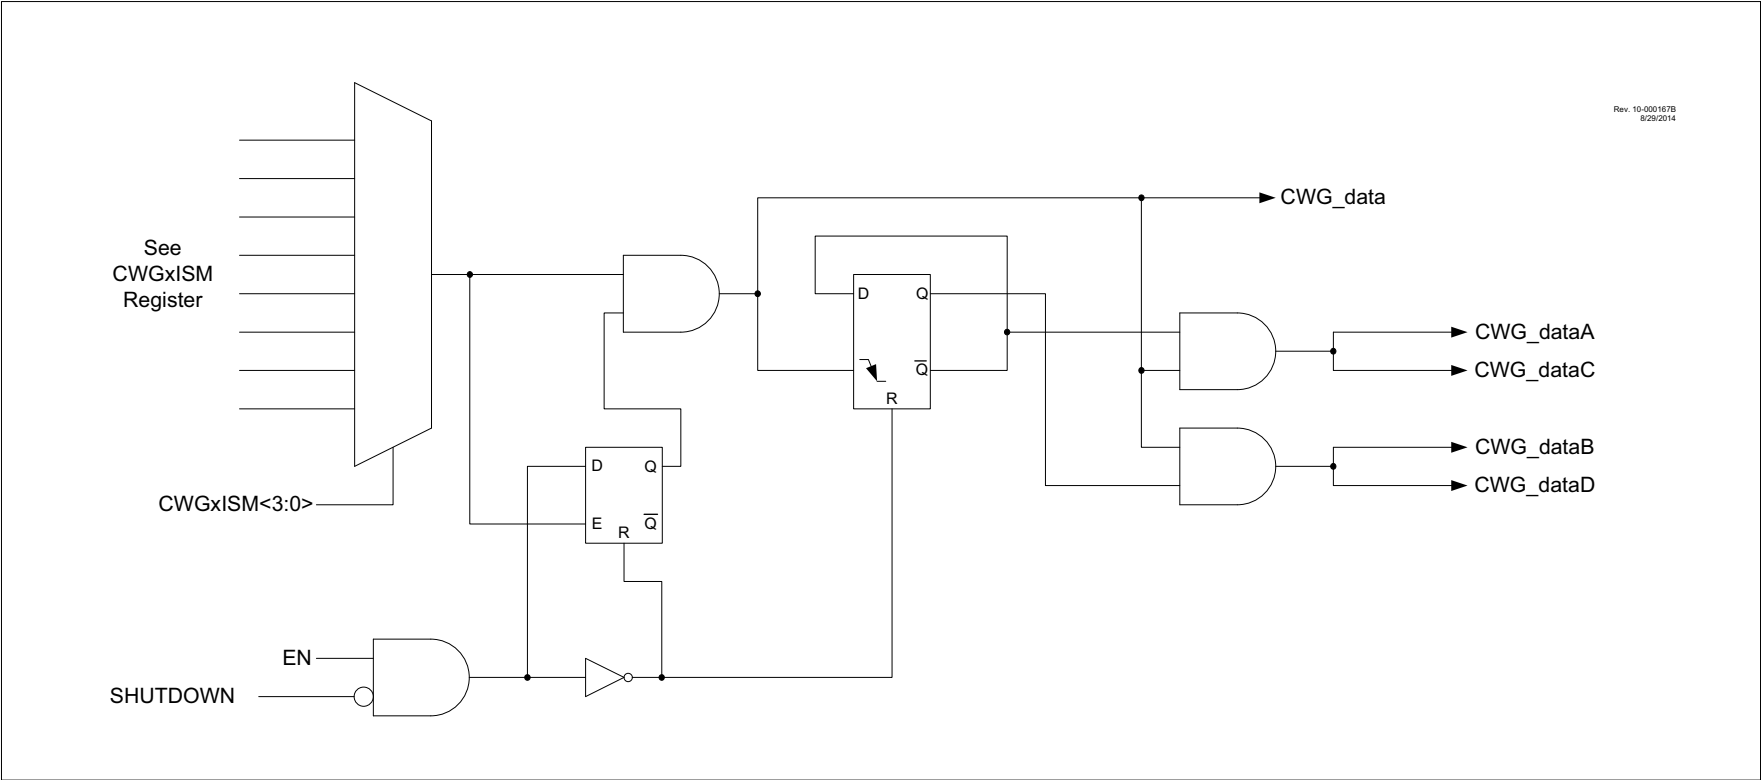 Rev. 10-000167B
8/29/2014
CWG_data
See
CWGxISM
Register
D
Q
Q̅
R
CWG_dataA
CWG_dataC
CWG_dataB
CWG_dataD
D
Q
E
Q̅
R
CWGxISM<3:0>
EN
SHUTDOWN